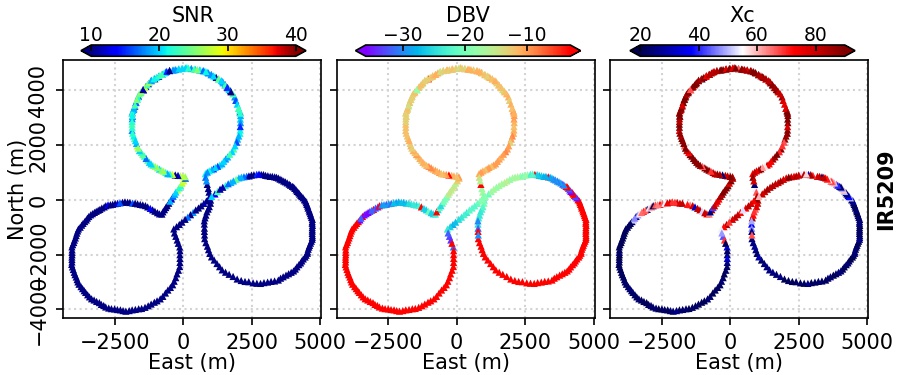 SNR DBV Xc
10 20 30 40 −30 −20 −10 20 40 60 80
4000
2000
0
−2000
−4000
North (m)
−2500 0 2500 5000 −2500 0 2500 5000 −2500 0 2500 5000
East (m) East (m) East (m)
IR5209